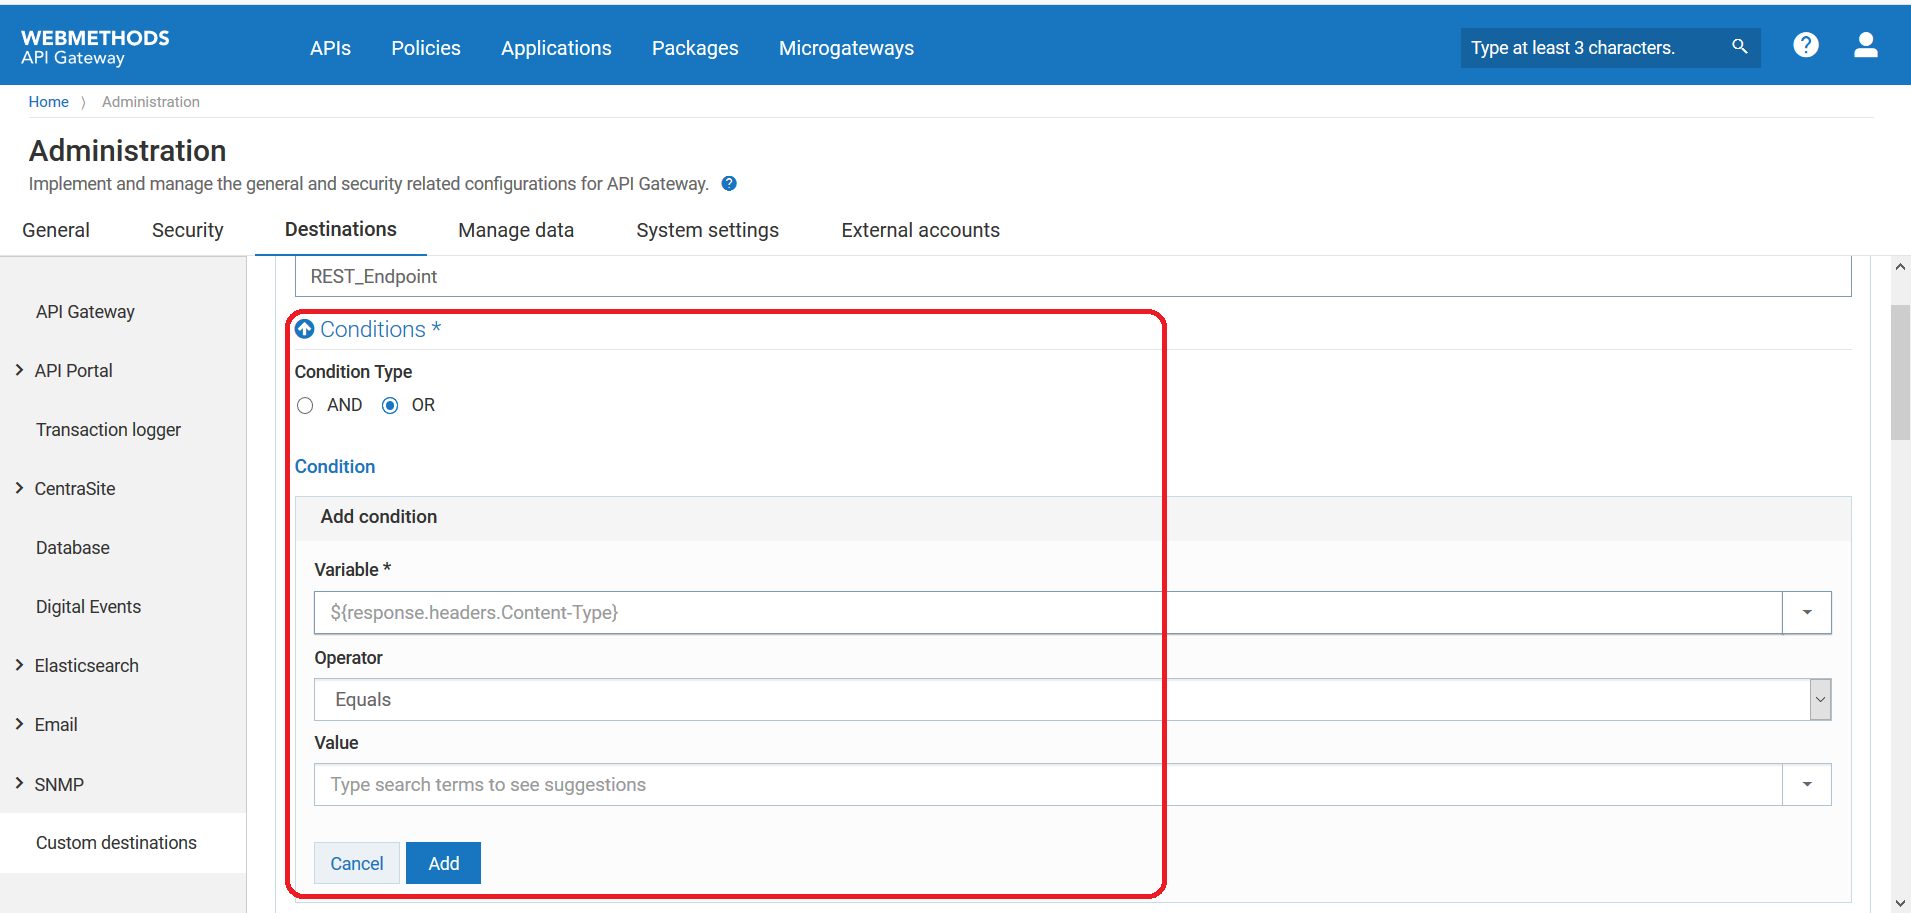 WEBMETHODS
API Gateway
APIs Policies Applications Packages Microgateways
Type at least 3 characters.
Home Administration
Administration
Implement and manage the general and security related configurations for API Gateway.
General Security Destinations Manage data System settings External accounts
API Gateway
API Portal
Transaction logger
CentraSite
Database
Digital Events
Elasticsearch
Email
SNMP
Custom destinations
REST_Endpoint
Conditions *
Condition Type
AND OR
Condition
Add condition
Variable *
${response.headers.Content-Type}
Operator
Equals
Value
Type search terms to see suggestions
Cancel Add